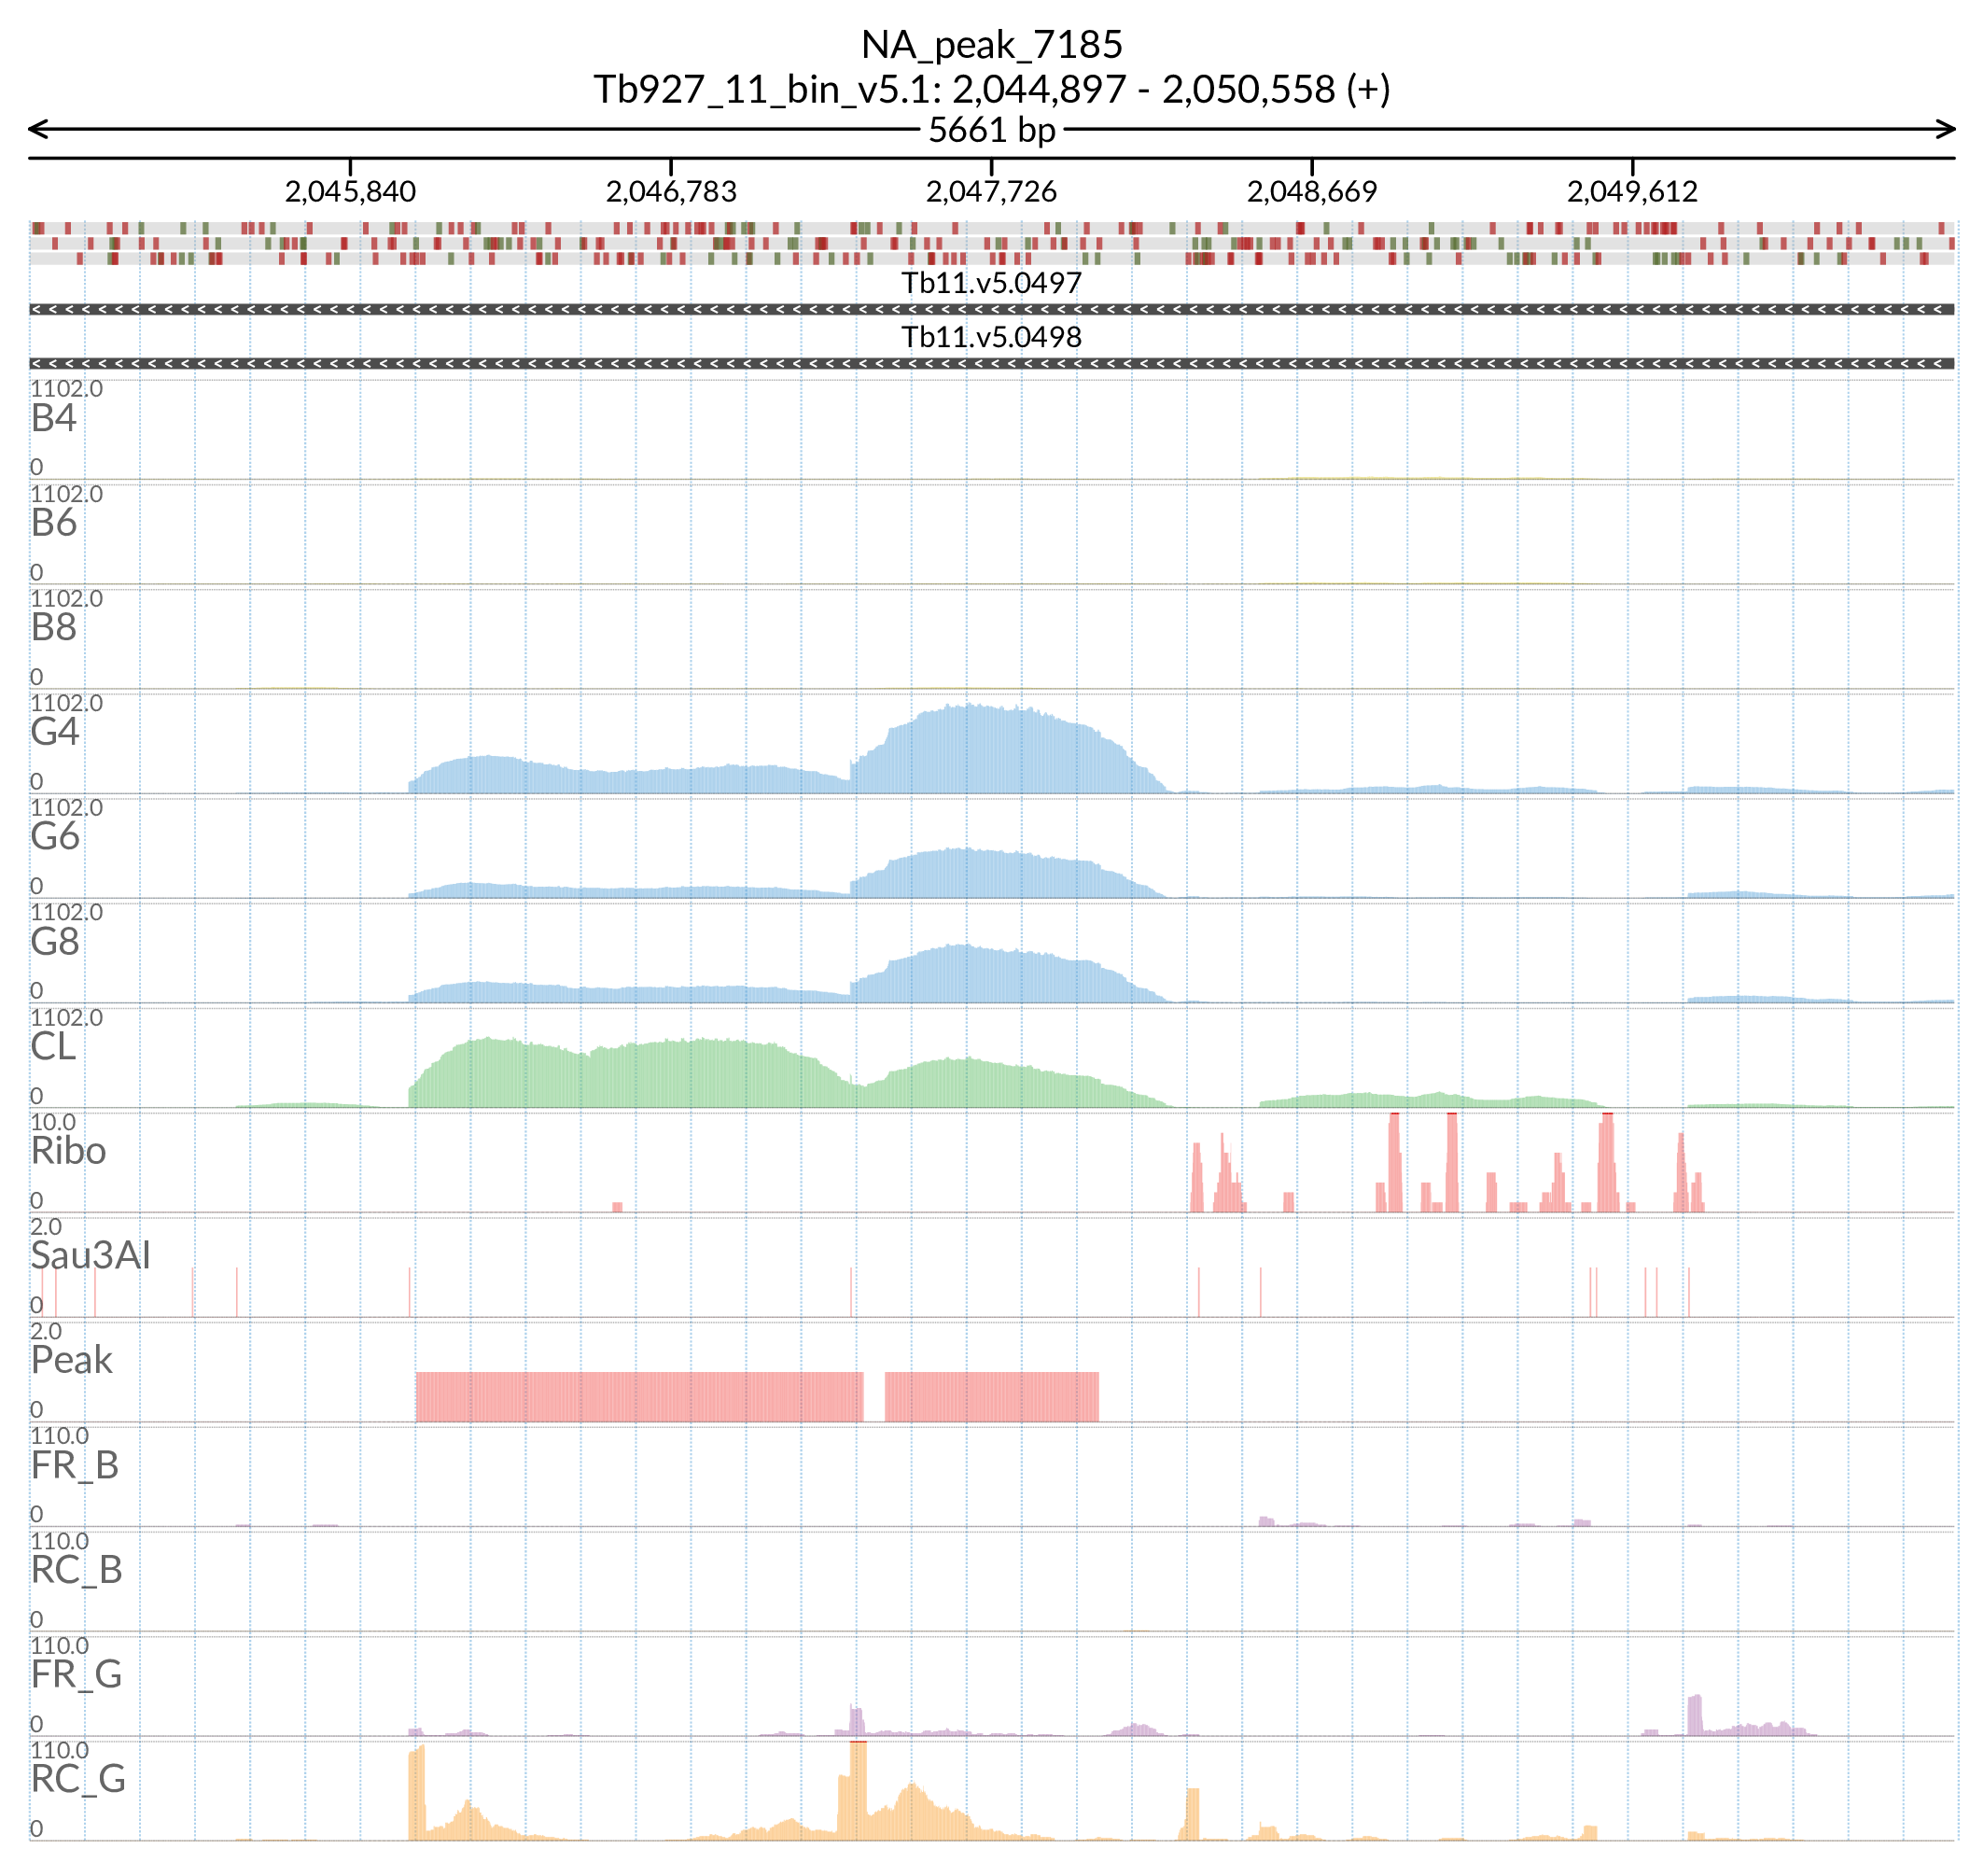 NA_peak_7185
Tb927_11_bin_v5.1: 2,044,897 - 2,050,558 (+)
5661 bp
2,045,840 2,046,783 2,047,726 2,048,669 2,049,612
Tb11.v5.0497
Tb11.v5.0498
1102.0
B4
0
1102.0
B6
0
1102.0
B8
0
1102.0
G4
0
1102.0
G6
0
1102.0
G8
0
1102.0
CL
0
10.0
Ribo
0
2.0
Sau3AI
0
2.0
Peak
0
110.0
FR_B
0
110.0
RC_B
0
110.0
FR_G
0
110.0
RC_G
0